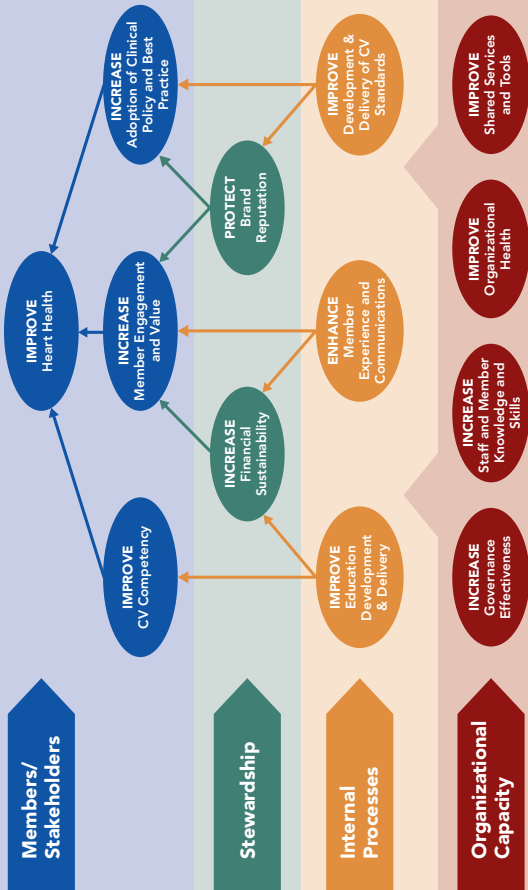 Members/
Stakeholders
IMPROVE
Heart Health
IMPROVE
CV Competency
INCREASE
Member Engagement
and Value
INCREASE
Adoption of Clinical
Policy and Best
Practice
Stewardship
INCREASE
Financial
Sustainability
PROTECT
Brand
Reputation
Internal
Processes
IMPROVE
Education
Development
& Delivery
ENHANCE
Member
Experience and
Communications
IMPROVE
Development &
Delivery of CV
Standards
Organizational
Capacity
INCREASE
Governance
Effectiveness
INCREASE
Staff and Member
Knowledge and
Skills
IMPROVE
Organizational
Health
IMPROVE
Shared Services
and Tools